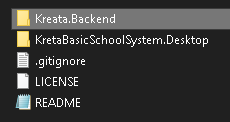 Kreata.Backend
KretaBasicSchoolSystem.Desktop
.gitignore
LICENSE
README